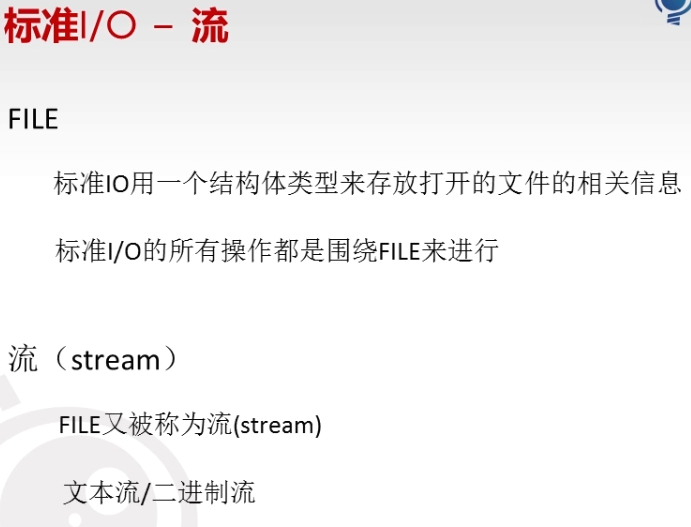 标准I/O – 流
FILE
标准IO用一个结构体类型来存放打开的文件的相关信息
标准I/O的所有操作都是围绕FILE来进行
流（stream）
FILE又被称为流(stream)
文本流/二进制流